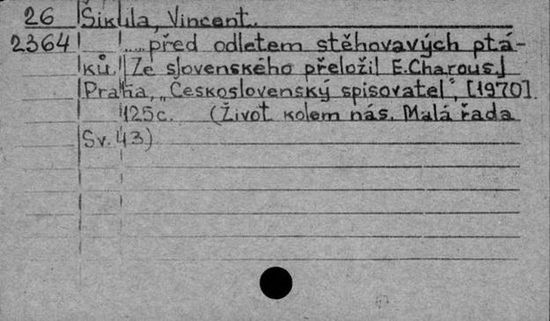 26 Šikula, Vincent.
2364 .....před odletem stěhovavých ptá-
ků. [Ze slovenského přeložil E.Charous.]
Praha, "Československý spisovatel", [1970].
125c. (Život kolem nás. Malá řada
Sv. 43)